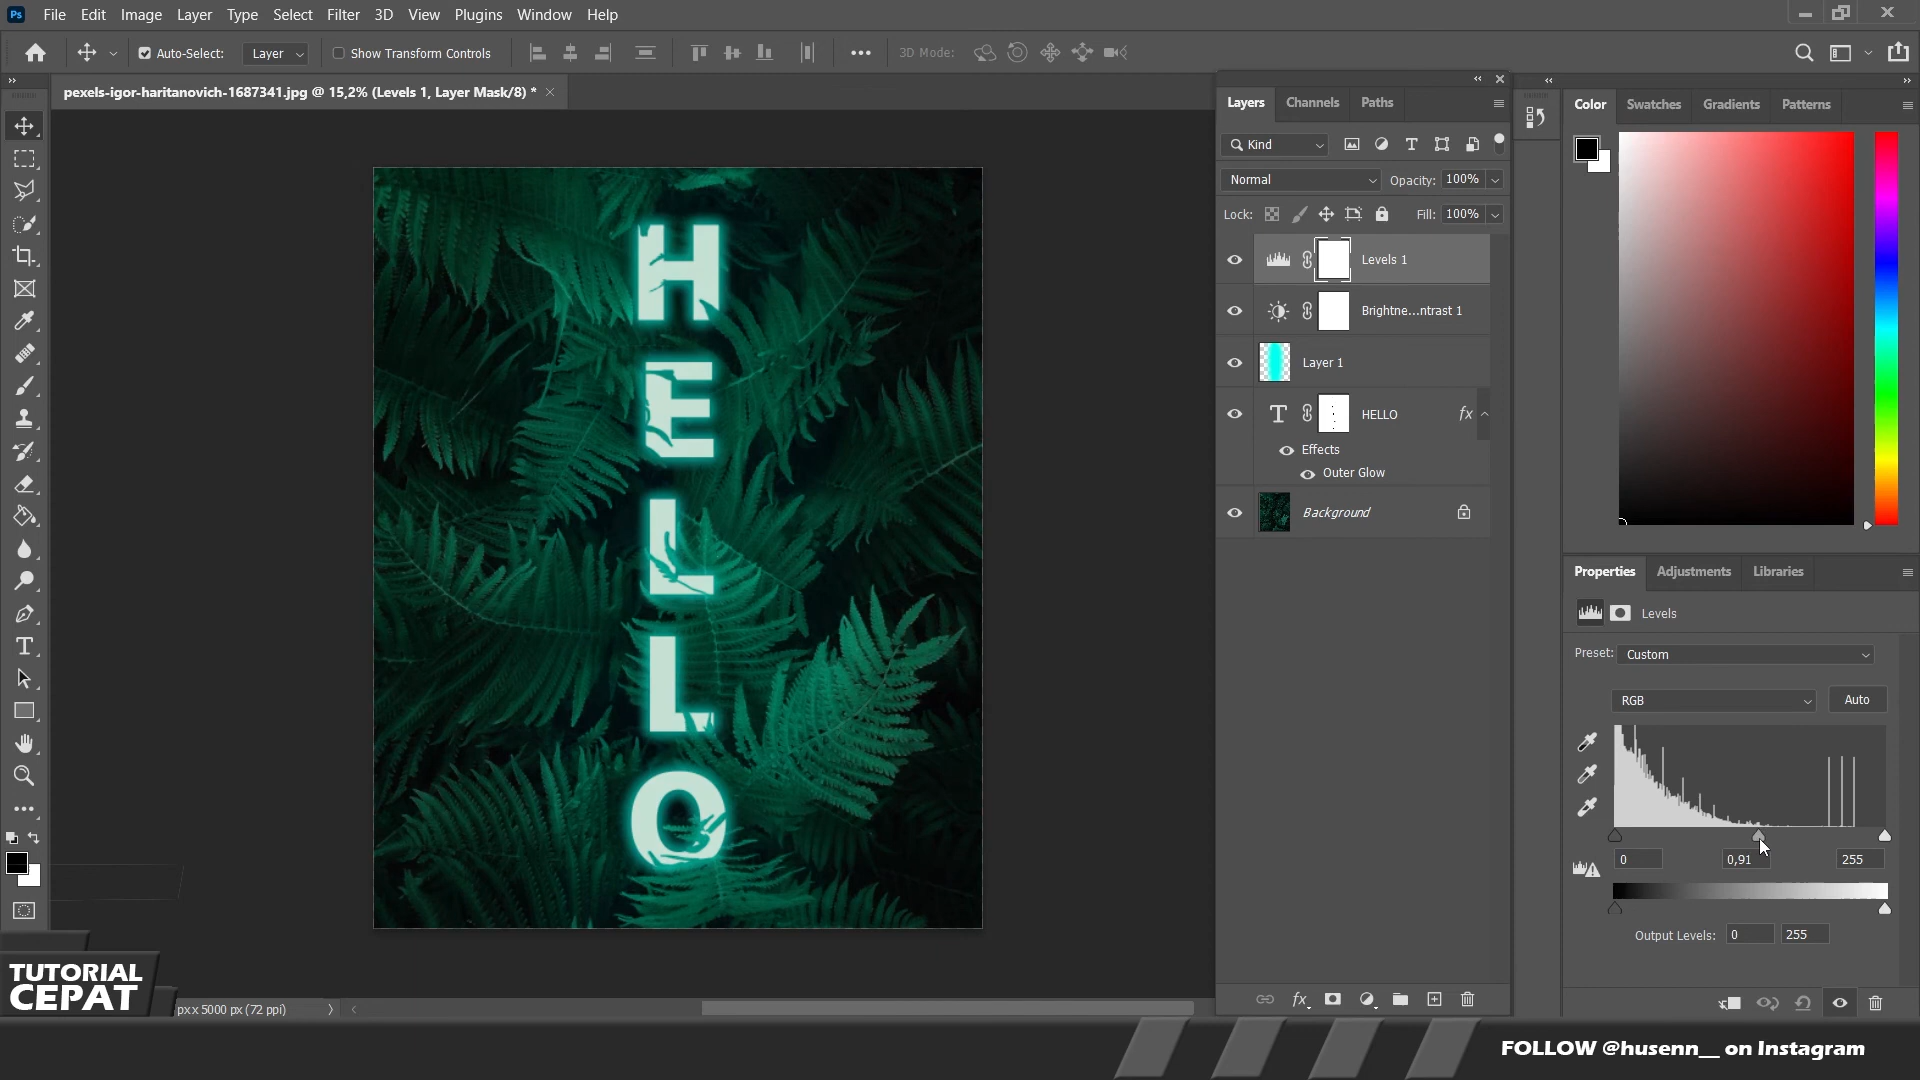 Ps File Edit Image Layer Type Select Filter 3D View Plugins Window Help
Auto-Select: Layer Show Transform Controls 3D Mode:
pexels-igor-haritanovich-1687341.jpg @ 15,2% (Levels 1, Layer Mask/8) *
H
E
L
L
O
Layers Channels Paths
Kind
Normal Opacity: 100%
Lock: Fill: 100%
Levels 1
Brightne...ntrast 1
Layer 1
HELLO fx
Effects
Outer Glow
Background
fx
Color Swatches Gradients Patterns
Properties Adjustments Libraries
Levels
Preset: Custom
RGB Auto
0 0,91 255
Output Levels: 0 255
TUTORIAL
CEPAT
px x 5000 px (72 ppi)
FOLLOW @husenn__ on Instagram